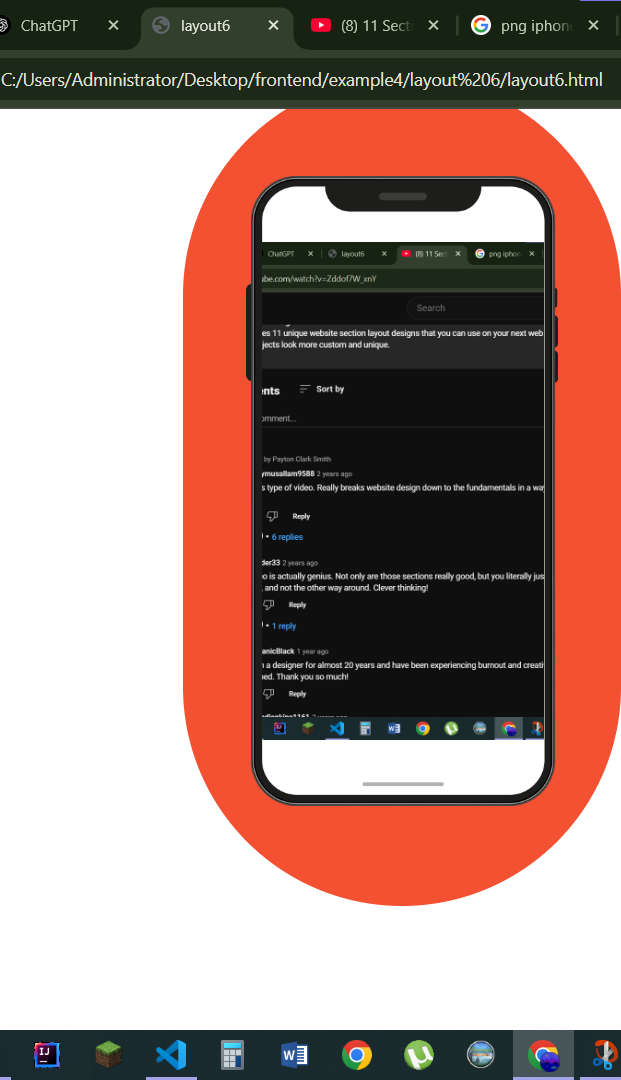 ChatGPT
layout6
(8) 11 Secti
png iphon
C:/Users/Administrator/Desktop/frontend/example4/layout%206/layout6.html
ChatGPT
layout6
(8) 11 Sec
png iphon
ube.com/watch?v=Zddof7W_xnY
Search
es 11 unique website section layout designs that you can use on your next web
jects look more custom and unique.
ents
Sort by
omment...
by Payton Clark Smith
ymusallam9588 2 years ago
s type of video. Really breaks website design down to the fundamentals in a way
Reply
• 6 replies
der33 2 years ago
o is actually genius. Not only are those sections really good, but you literally jus
, and not the other way around. Clever thinking!
Reply
• 1 reply
anicBlack 1 year ago
n a designer for almost 20 years and have been experiencing burnout and creati
ped. Thank you so much!
Reply